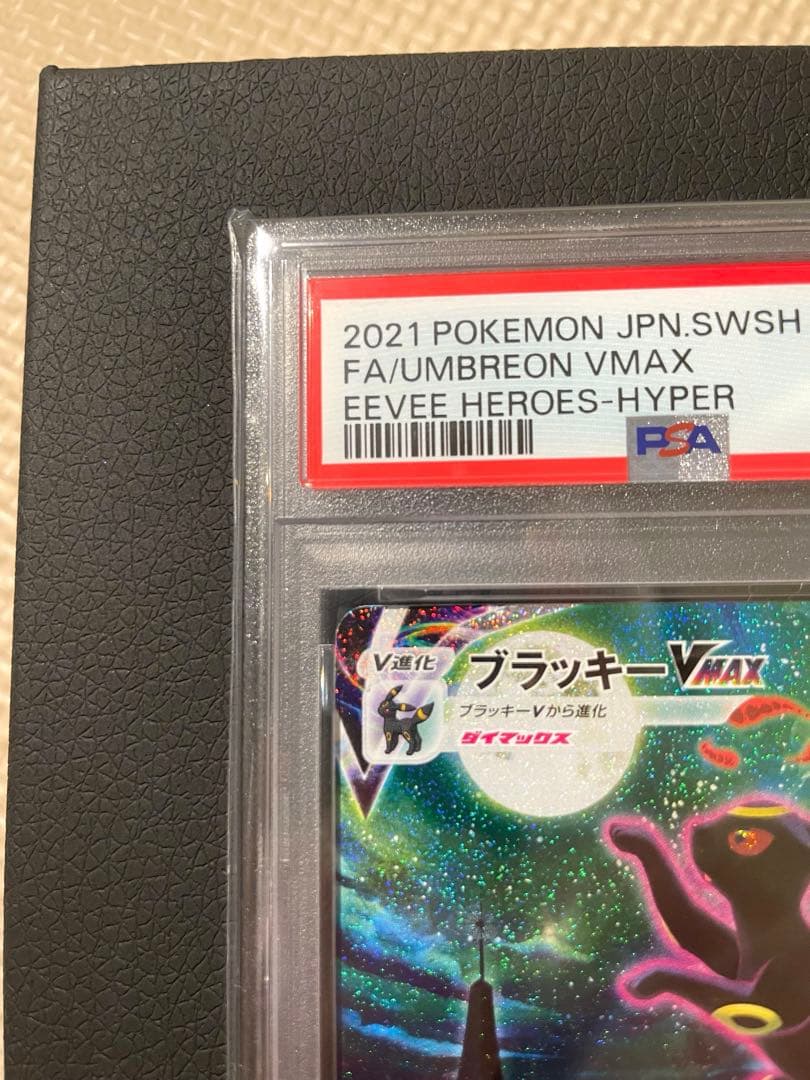 2021 POKEMON JPN.SWSH
FA/UMBREON VMAX
EEVEE HEROES-HYPER
PSA
V進化
ブラッキーVMAX
ブラッキーVから進化
ダイマックス